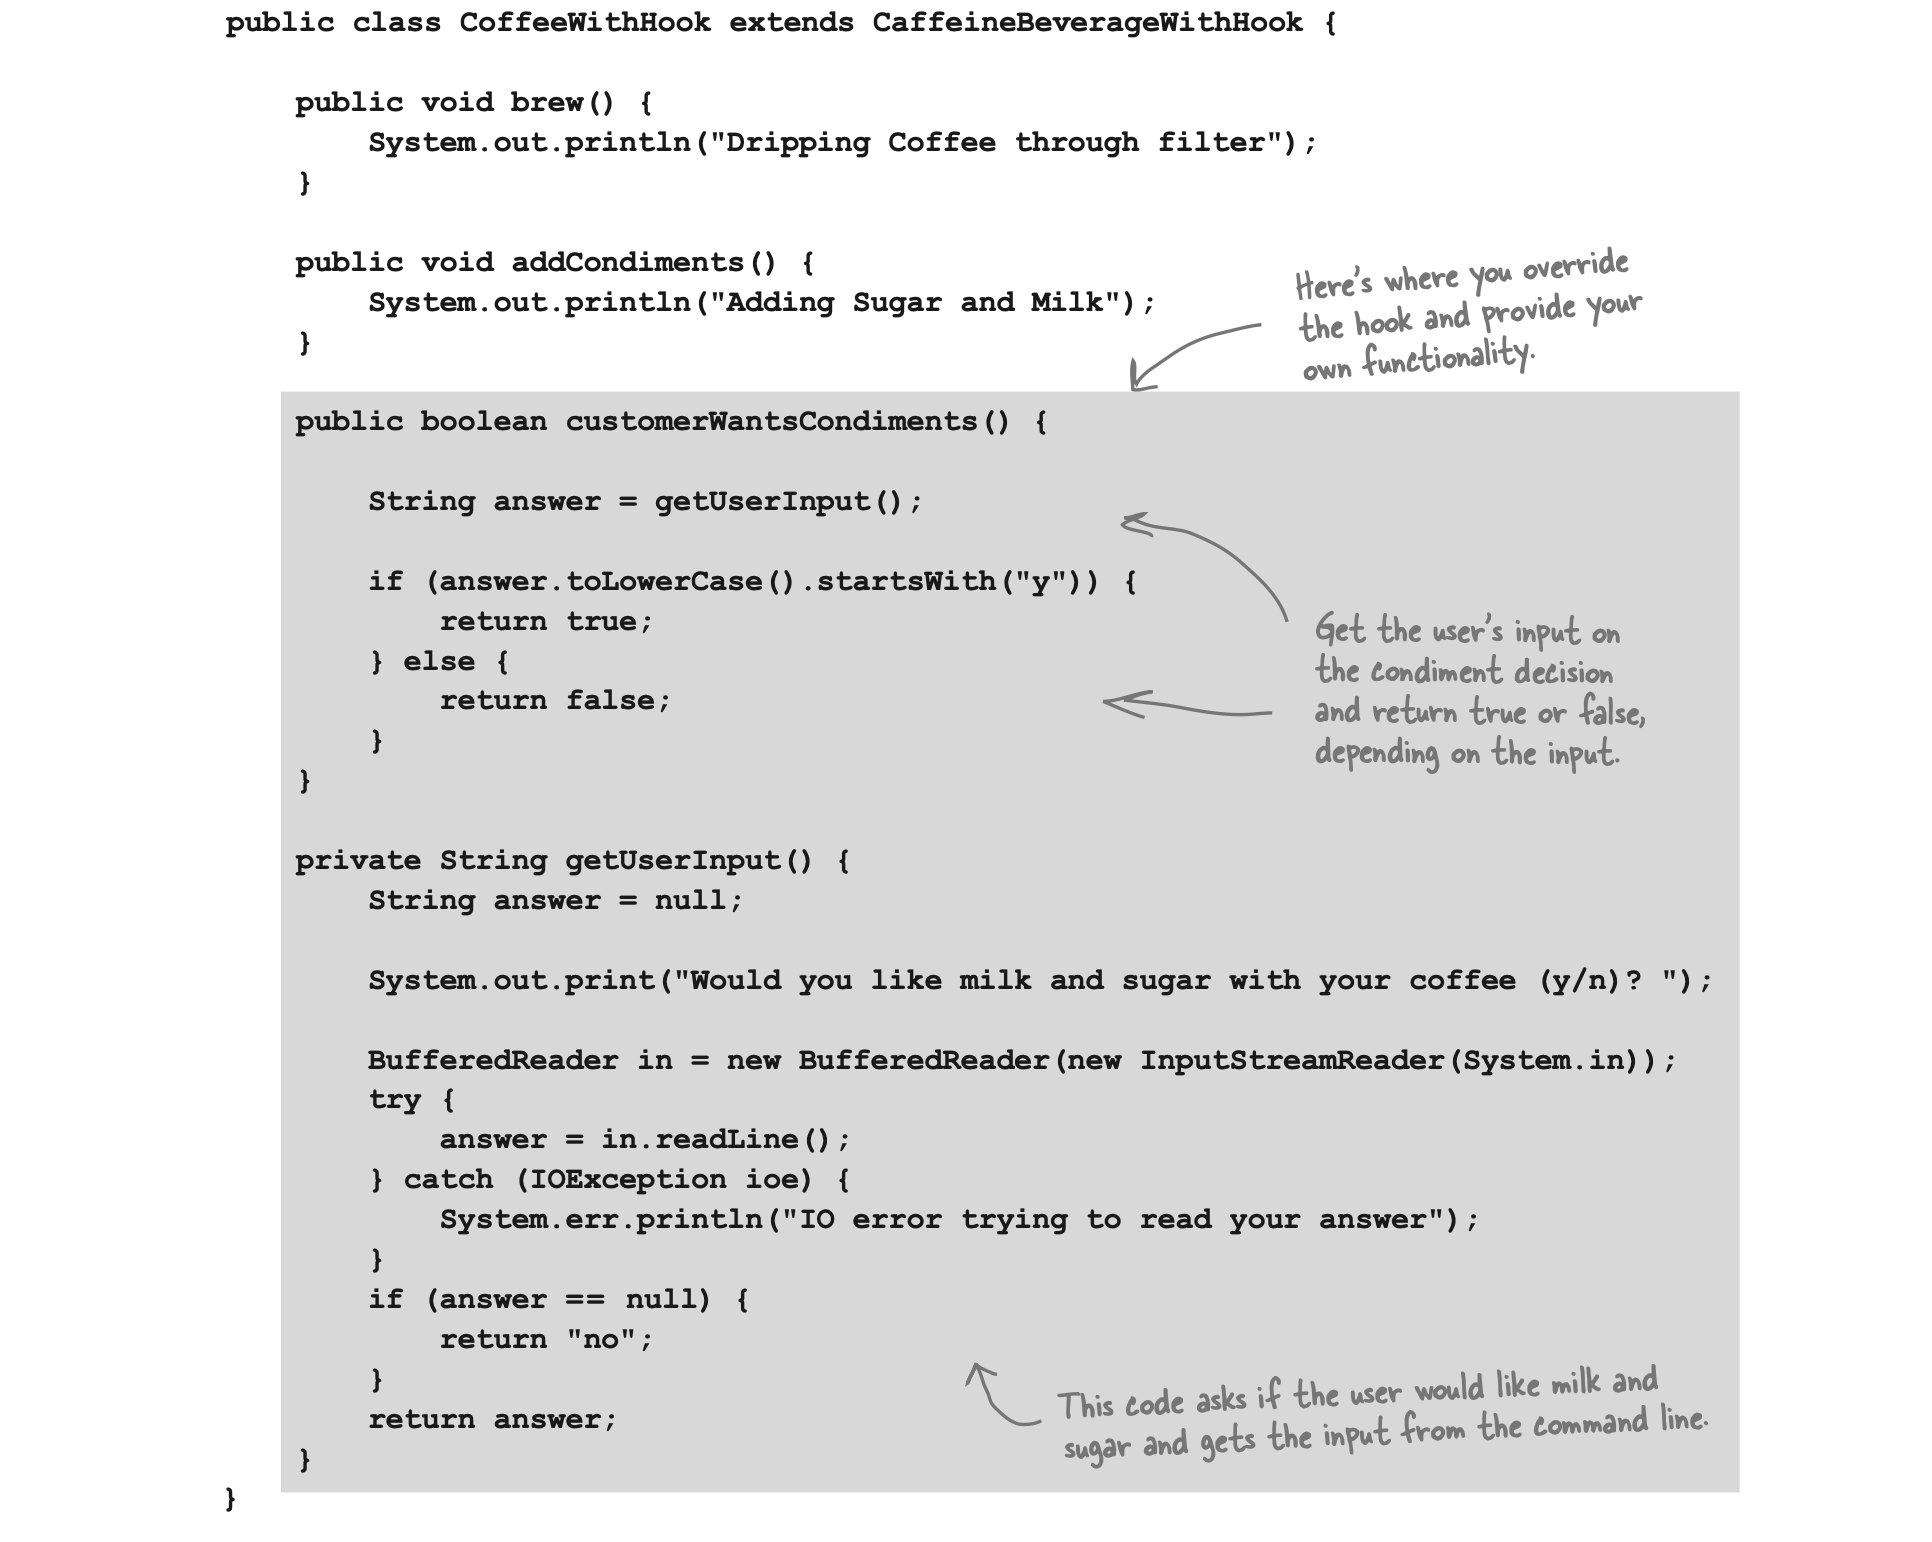 public class CoffeeWithHook extends CaffeineBeverageWithHook {
public void brew() {
System.out.println("Dripping Coffee through filter");
}
public void addCondiments() {
System.out.println("Adding Sugar and Milk");
}
Here's where you override
the hook and provide your
own functionality.
public boolean customerWantsCondiments() {
String answer = getUserInput();
if (answer.toLowerCase().startsWith("y")) {
return true;
} else {
return false;
}
}
Get the user's input on
the condiment decision
and return true or false,
depending on the input.
private String getUserInput() {
String answer = null;
System.out.print("Would you like milk and sugar with your coffee (y/n)? ");
BufferedReader in = new BufferedReader(new InputStreamReader(System.in));
try {
answer = in.readLine();
} catch (IOException ioe) {
System.err.println("IO error trying to read your answer");
}
if (answer == null) {
return "no";
}
return answer;
}
This code asks if the user would like milk and
sugar and gets the input from the command line.
}